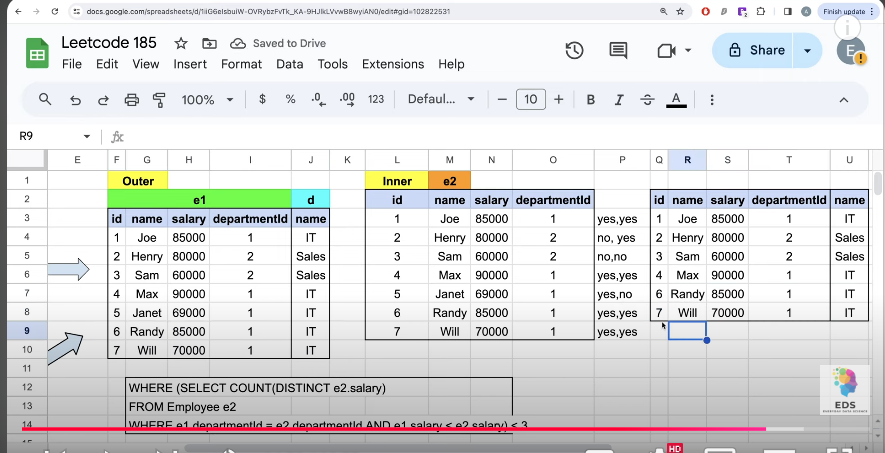 docs.google.com/spreadsheets/d/1iiG6eIsbuiW-OVRybzFvTk_KA-9HJlkLVvwB8wyiAN0/edit#gid=102822531
Finish update
Leetcode 185
Saved to Drive
File Edit View Insert Format Data Tools Extensions Help
Share
E
100% $ % .0 .00 123 Defaul... 10 B I A
R9 fx
E F G H I J K L M N O P Q R S T U
1 Outer Inner e2
2 e1 d id name salary departmentId id name salary departmentId name
3 id name salary departmentId name 1 Joe 85000 1 yes,yes 1 Joe 85000 1 IT
4 1 Joe 85000 1 IT 2 Henry 80000 2 no, yes 2 Henry 80000 2 Sales
5 2 Henry 80000 2 Sales 3 Sam 60000 2 no,no 3 Sam 60000 2 Sales
6 3 Sam 60000 2 Sales 4 Max 90000 1 yes,yes 4 Max 90000 1 IT
7 4 Max 90000 1 IT 5 Janet 69000 1 yes,no 6 Randy 85000 1 IT
8 5 Janet 69000 1 IT 6 Randy 85000 1 yes,yes 7 Will 70000 1 IT
9 6 Randy 85000 1 IT 7 Will 70000 1 yes,yes
10 7 Will 70000 1 IT
11
12 WHERE (SELECT COUNT(DISTINCT e2.salary)
13 FROM Employee e2
14 WHERE e1.departmentId = e2.departmentId AND e1.salary < e2.salary) < 3
EDS
HD